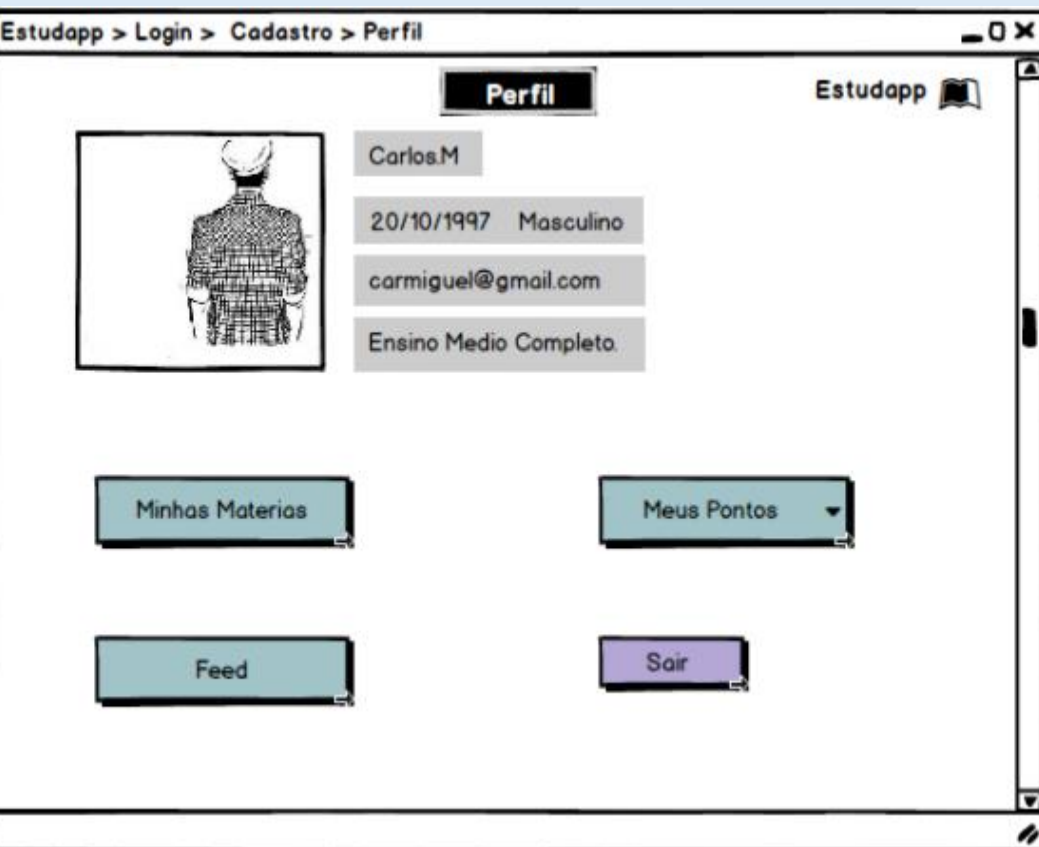 Estudapp > Login > Cadastro > Perfil
Perfil
Estudapp
Carlos.M
20/10/1997 Masculino
carmiguel@gmail.com
Ensino Medio Completo.
Minhas Materias
Meus Pontos
Feed
Sair